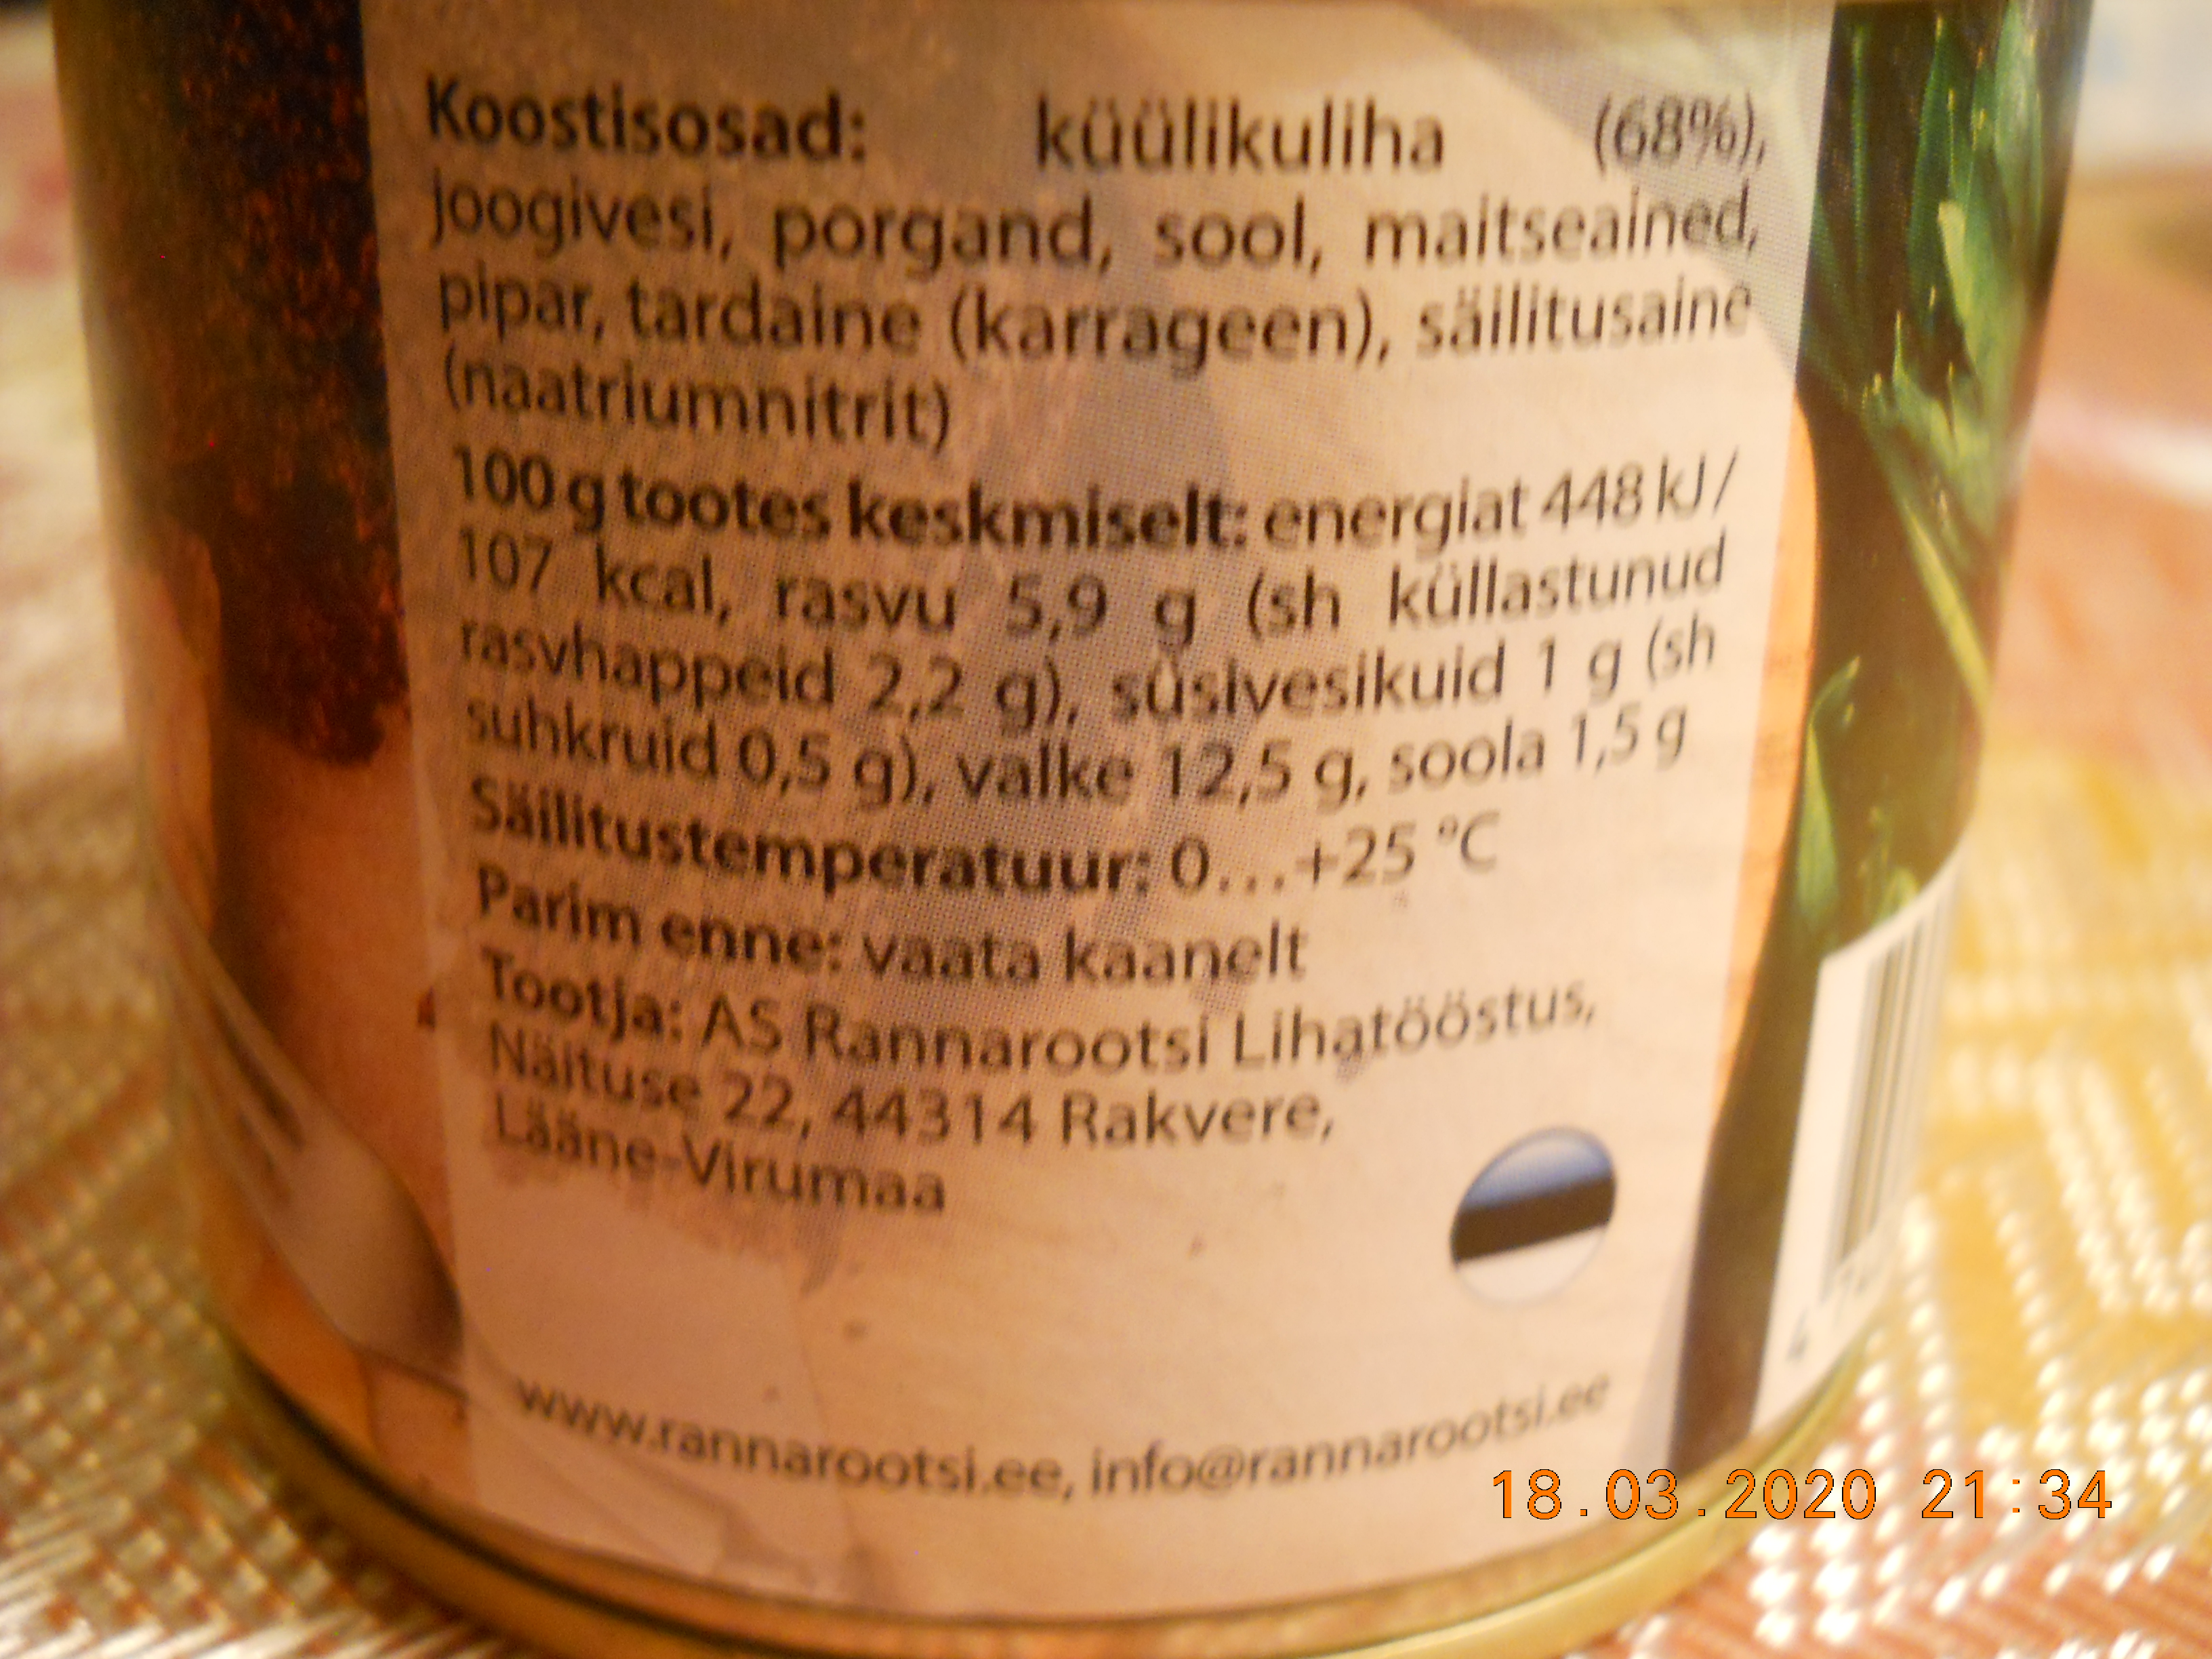 Koostisosad: küülikuliha (68%),
joogivesi, porgand, sool, maitseained,
pipar, tardaine (karrageen), säilitusaine
(naatriumnitrit)
100 g tootes keskmiselt: energiat 448 kJ/
107 kcal, rasvu 5,9 g (sh küllastunud
rasvhappeid 2,2 g), süsivesikuid 1 g (sh
suhkruid 0,5 g), valke 12,5 g, soola 1,5 g
Säilitustemperatuur: 0...+25 °C
Parim enne: vaata kaanelt
Tootja: AS Rannarootsi Lihatööstus,
Näituse 22, 44314 Rakvere,
Lääne-Virumaa
www.rannarootsi.ee, info@rannarootsi.ee
18.03.2020 21:34